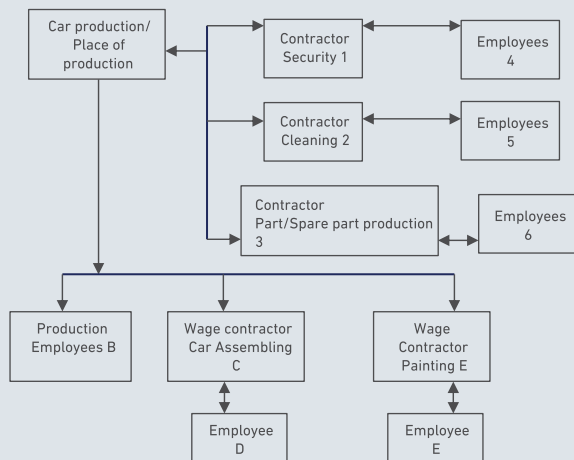 Car production/
Place of
production
Contractor
Security 1
Employees
4
Contractor
Cleaning 2
Employees
5
Contractor
Part/Spare part production
3
Employees
6
Production
Employees B
Wage contractor
Car Assembling
C
Wage
Contractor
Painting E
Employee
D
Employee
E